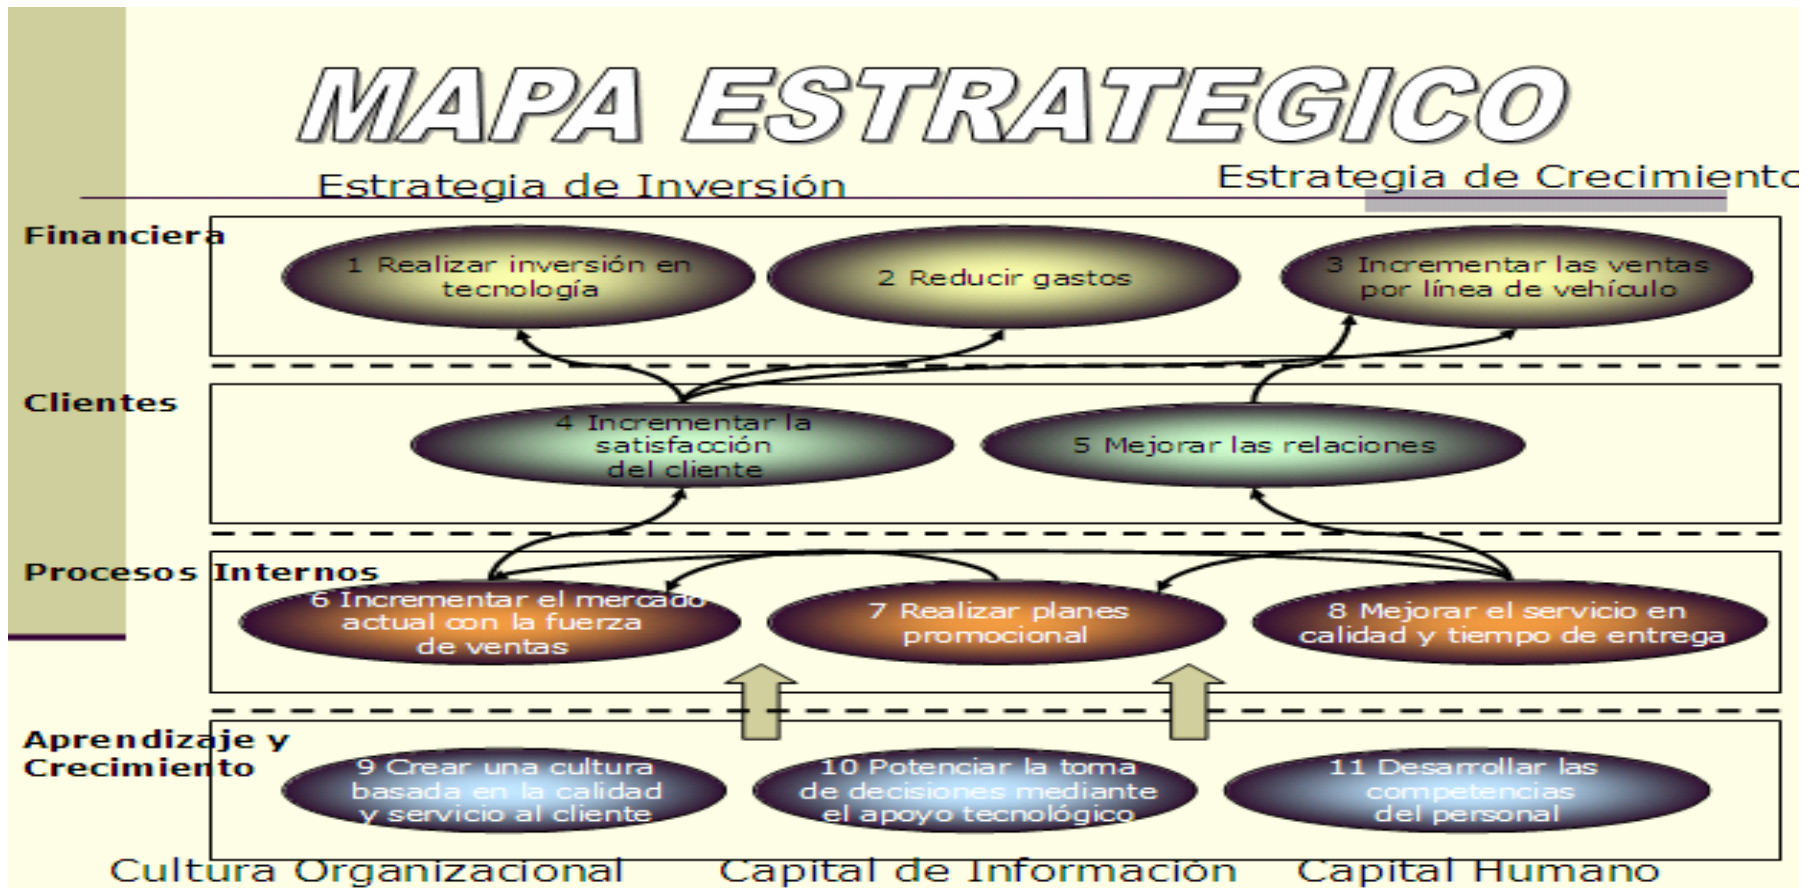 MAPA ESTRATEGICO
Estrategia de Inversión
Estrategia de Crecimiento
Financiera
1 Realizar inversión en
tecnología
2 Reducir gastos
3 Incrementar las ventas
por línea de vehículo
Clientes
4 Incrementar la
satisfacción
del cliente
5 Mejorar las relaciones
Procesos Internos
6 Incrementar el mercado
actual con la fuerza
de ventas
7 Realizar planes
promocional
8 Mejorar el servicio en
calidad y tiempo de entrega
Aprendizaje y
Crecimiento
9 Crear una cultura
basada en la calidad
y servicio al cliente
10 Potenciar la toma
de decisiones mediante
el apoyo tecnológico
11 Desarrollar las
competencias
del personal
Cultura Organizacional
Capital de Información
Capital Humano